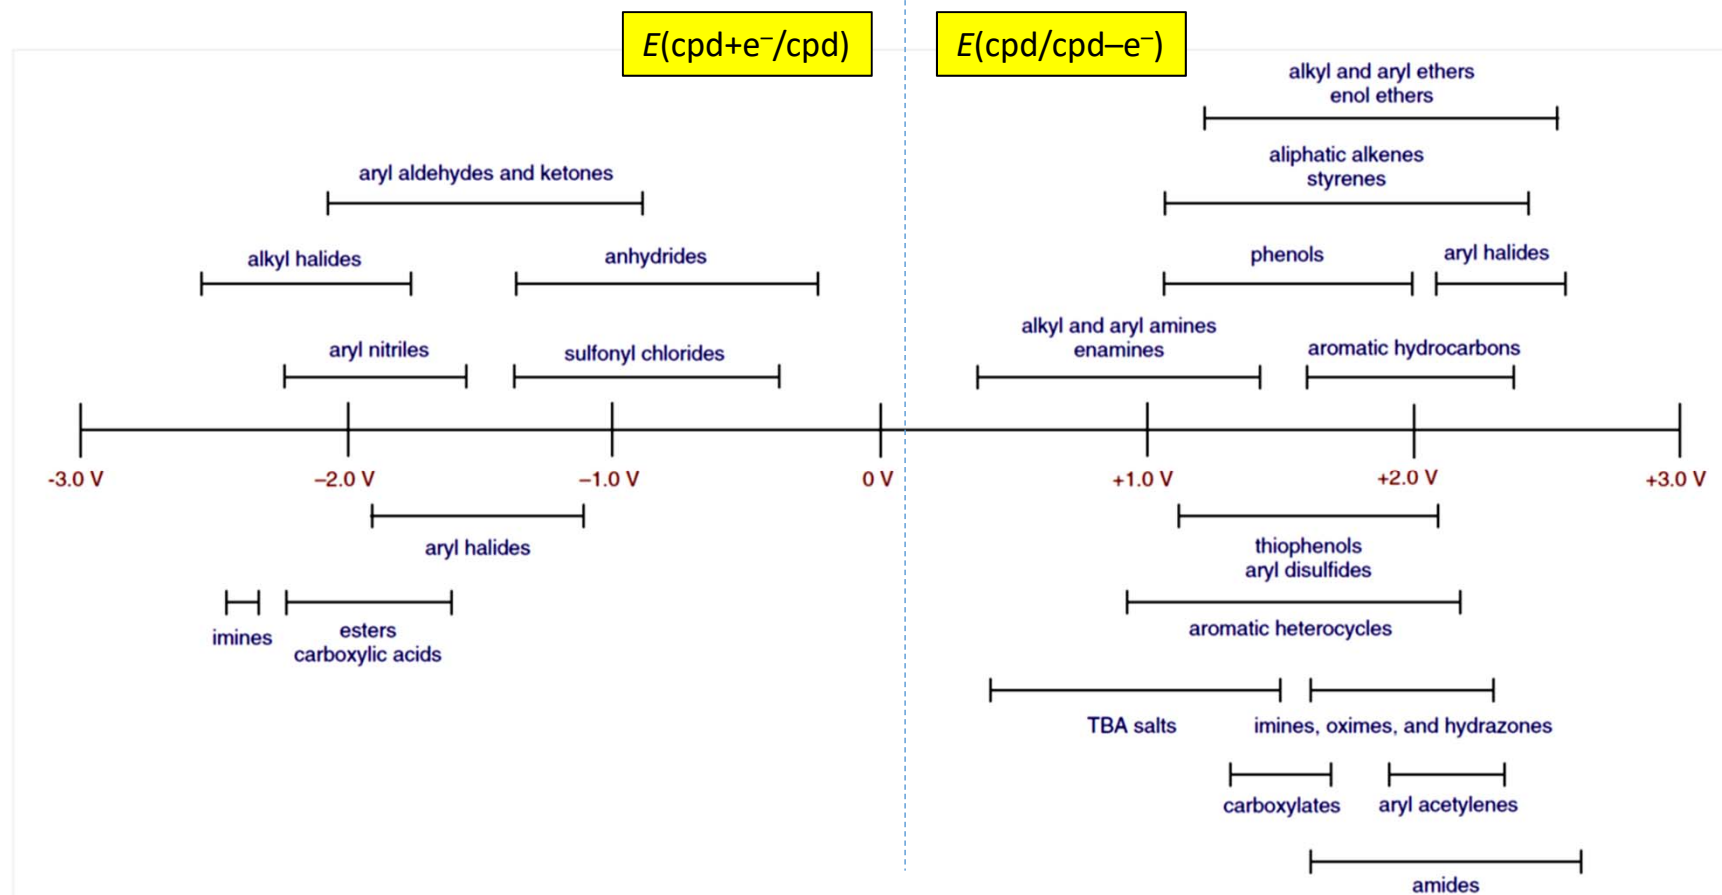 E(cpd+e⁻/cpd)
E(cpd/cpd–e⁻)
alkyl and aryl ethers
enol ethers
aryl aldehydes and ketones
aliphatic alkenes
styrenes
alkyl halides
anhydrides
phenols
aryl halides
aryl nitriles
sulfonyl chlorides
alkyl and aryl amines
enamines
aromatic hydrocarbons
-3.0 V
–2.0 V
–1.0 V
0 V
+1.0 V
+2.0 V
+3.0 V
aryl halides
thiophenols
aryl disulfides
imines
esters
carboxylic acids
aromatic heterocycles
TBA salts
imines, oximes, and hydrazones
carboxylates
aryl acetylenes
amides